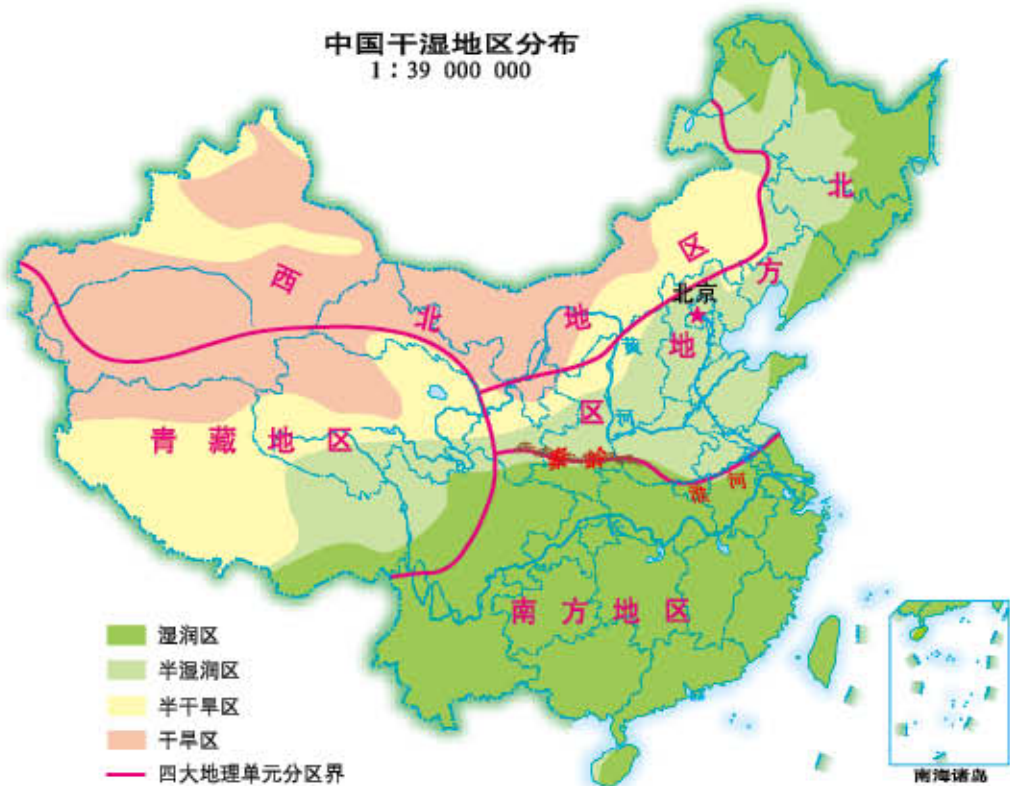 中国干湿地区分布
1：39 000 000
西北地区
北方地区
北京
黄河
青藏地区
秦岭
淮河
南方地区
湿润区
半湿润区
半干旱区
干旱区
四大地理单元分区界
南海诸岛